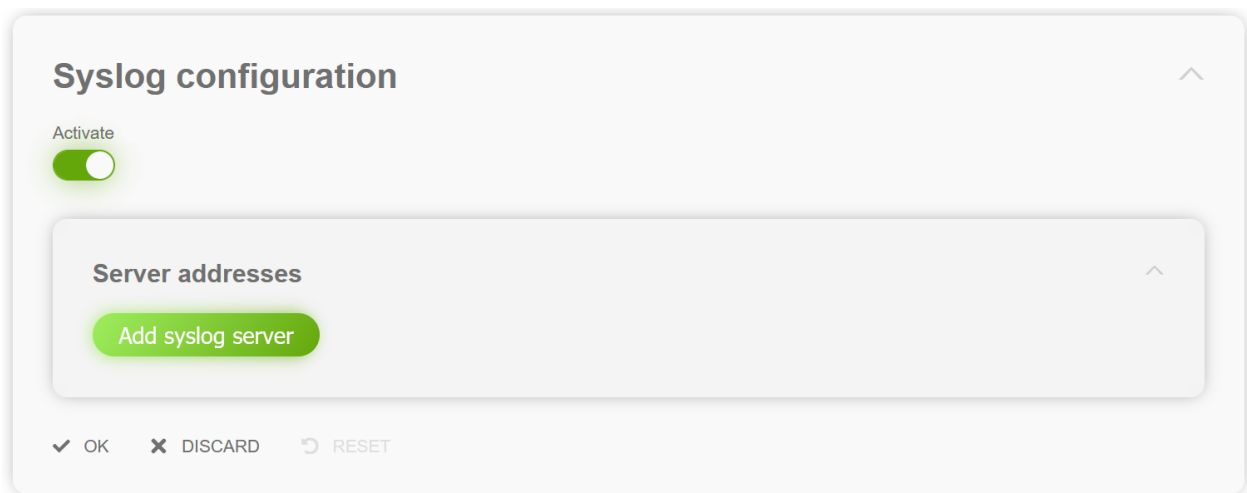 Syslog configuration
Activate
Server addresses
Add syslog server
OK DISCARD RESET